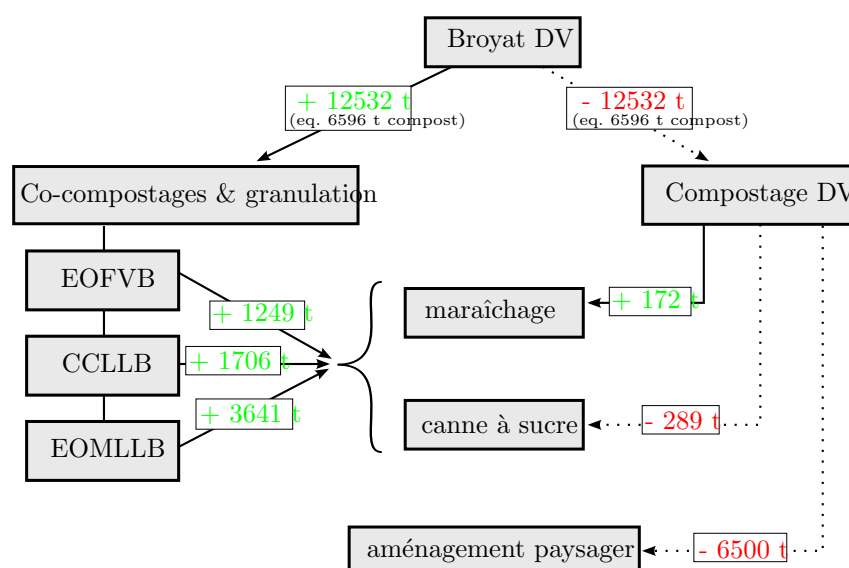 Broyat DV
+ 12532 t
(eq. 6596 t compost)
- 12532 t
(eq. 6596 t compost)
Co-compostages & granulation
Compostage DV
EOFVB
+ 1249 t
maraîchage
+ 172 t
CCLLB
+ 1706 t
+ 3641 t
canne à sucre
- 289 t
EOMLLB
aménagement paysager
- 6500 t